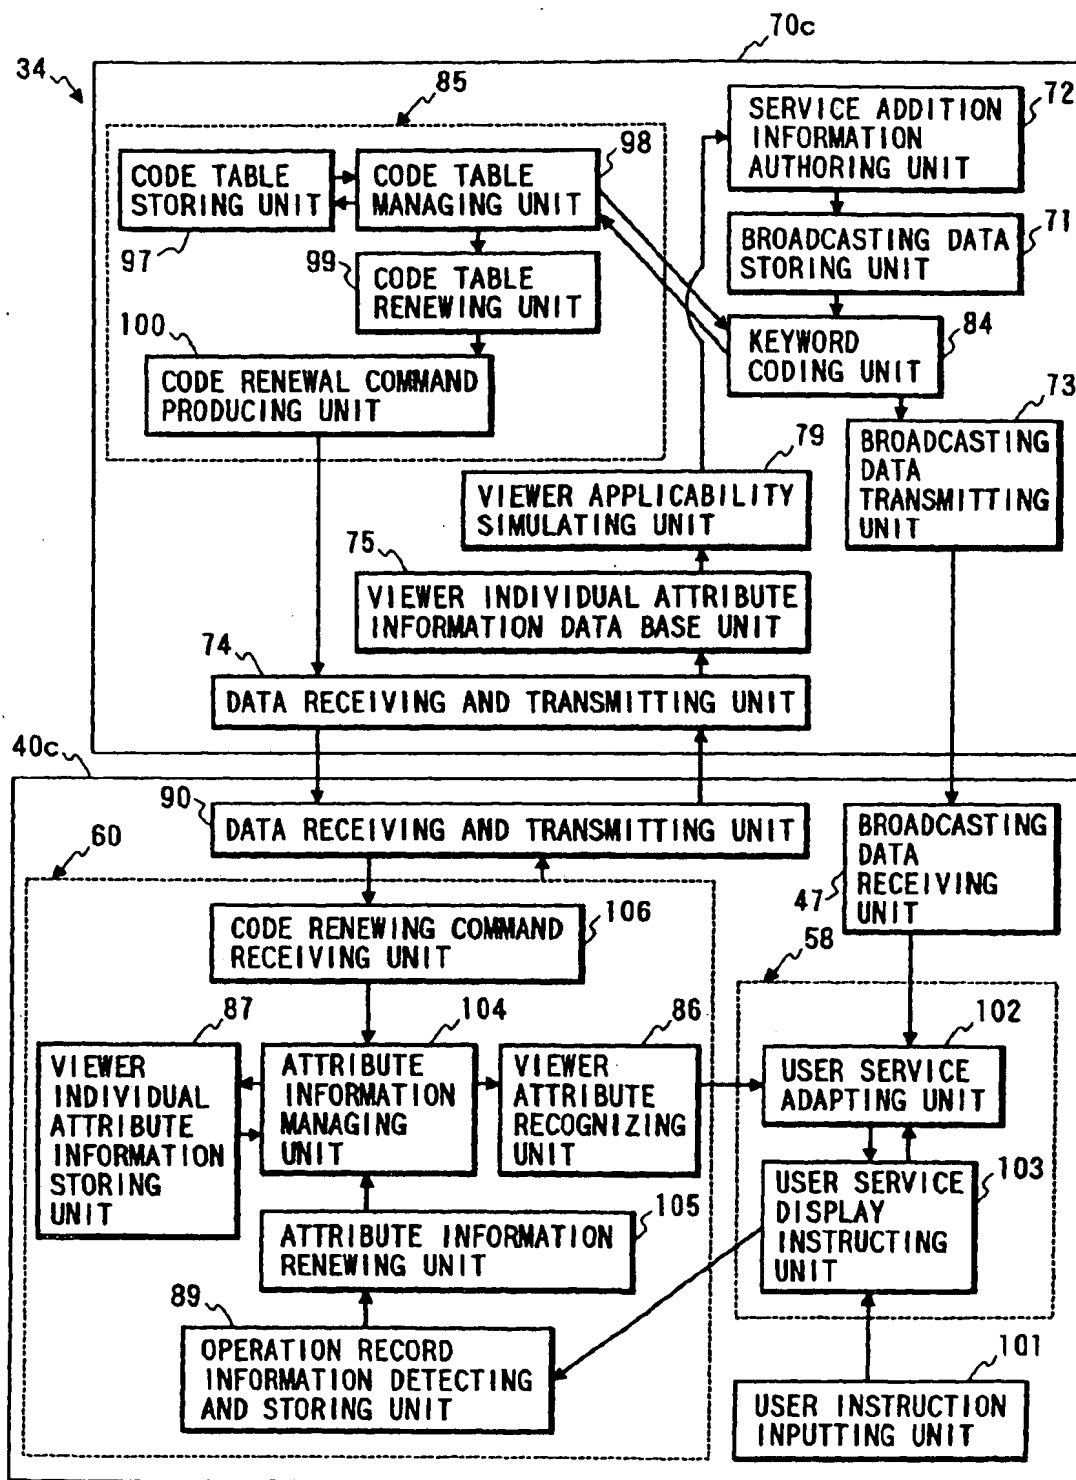 70c
34
85
72
SERVICE ADDITION
INFORMATION
AUTHORING UNIT
98
CODE TABLE
STORING UNIT
CODE TABLE
MANAGING UNIT
71
BROADCASTING DATA
STORING UNIT
97
99
CODE TABLE
RENEWING UNIT
84
KEYWORD
CODING UNIT
100
CODE RENEWAL COMMAND
PRODUCING UNIT
73
BROADCASTING
DATA
TRANSMITTING
UNIT
79
VIEWER APPLICABILITY
SIMULATING UNIT
75
VIEWER INDIVIDUAL ATTRIBUTE
INFORMATION DATA BASE UNIT
74
DATA RECEIVING AND TRANSMITTING UNIT
40c
90
DATA RECEIVING AND TRANSMITTING UNIT
BROADCASTING
DATA
RECEIVING
UNIT
47
60
106
CODE RENEWING COMMAND
RECEIVING UNIT
58
87
104
86
102
VIEWER
INDIVIDUAL
ATTRIBUTE
INFORMATION
STORING
UNIT
ATTRIBUTE
INFORMATION
MANAGING
UNIT
VIEWER
ATTRIBUTE
RECOGNIZING
UNIT
USER SERVICE
ADAPTING UNIT
103
USER SERVICE
DISPLAY
INSTRUCTING
UNIT
105
ATTRIBUTE INFORMATION
RENEWING UNIT
89
OPERATION RECORD
INFORMATION DETECTING
AND STORING UNIT
101
USER INSTRUCTION
INPUTTING UNIT